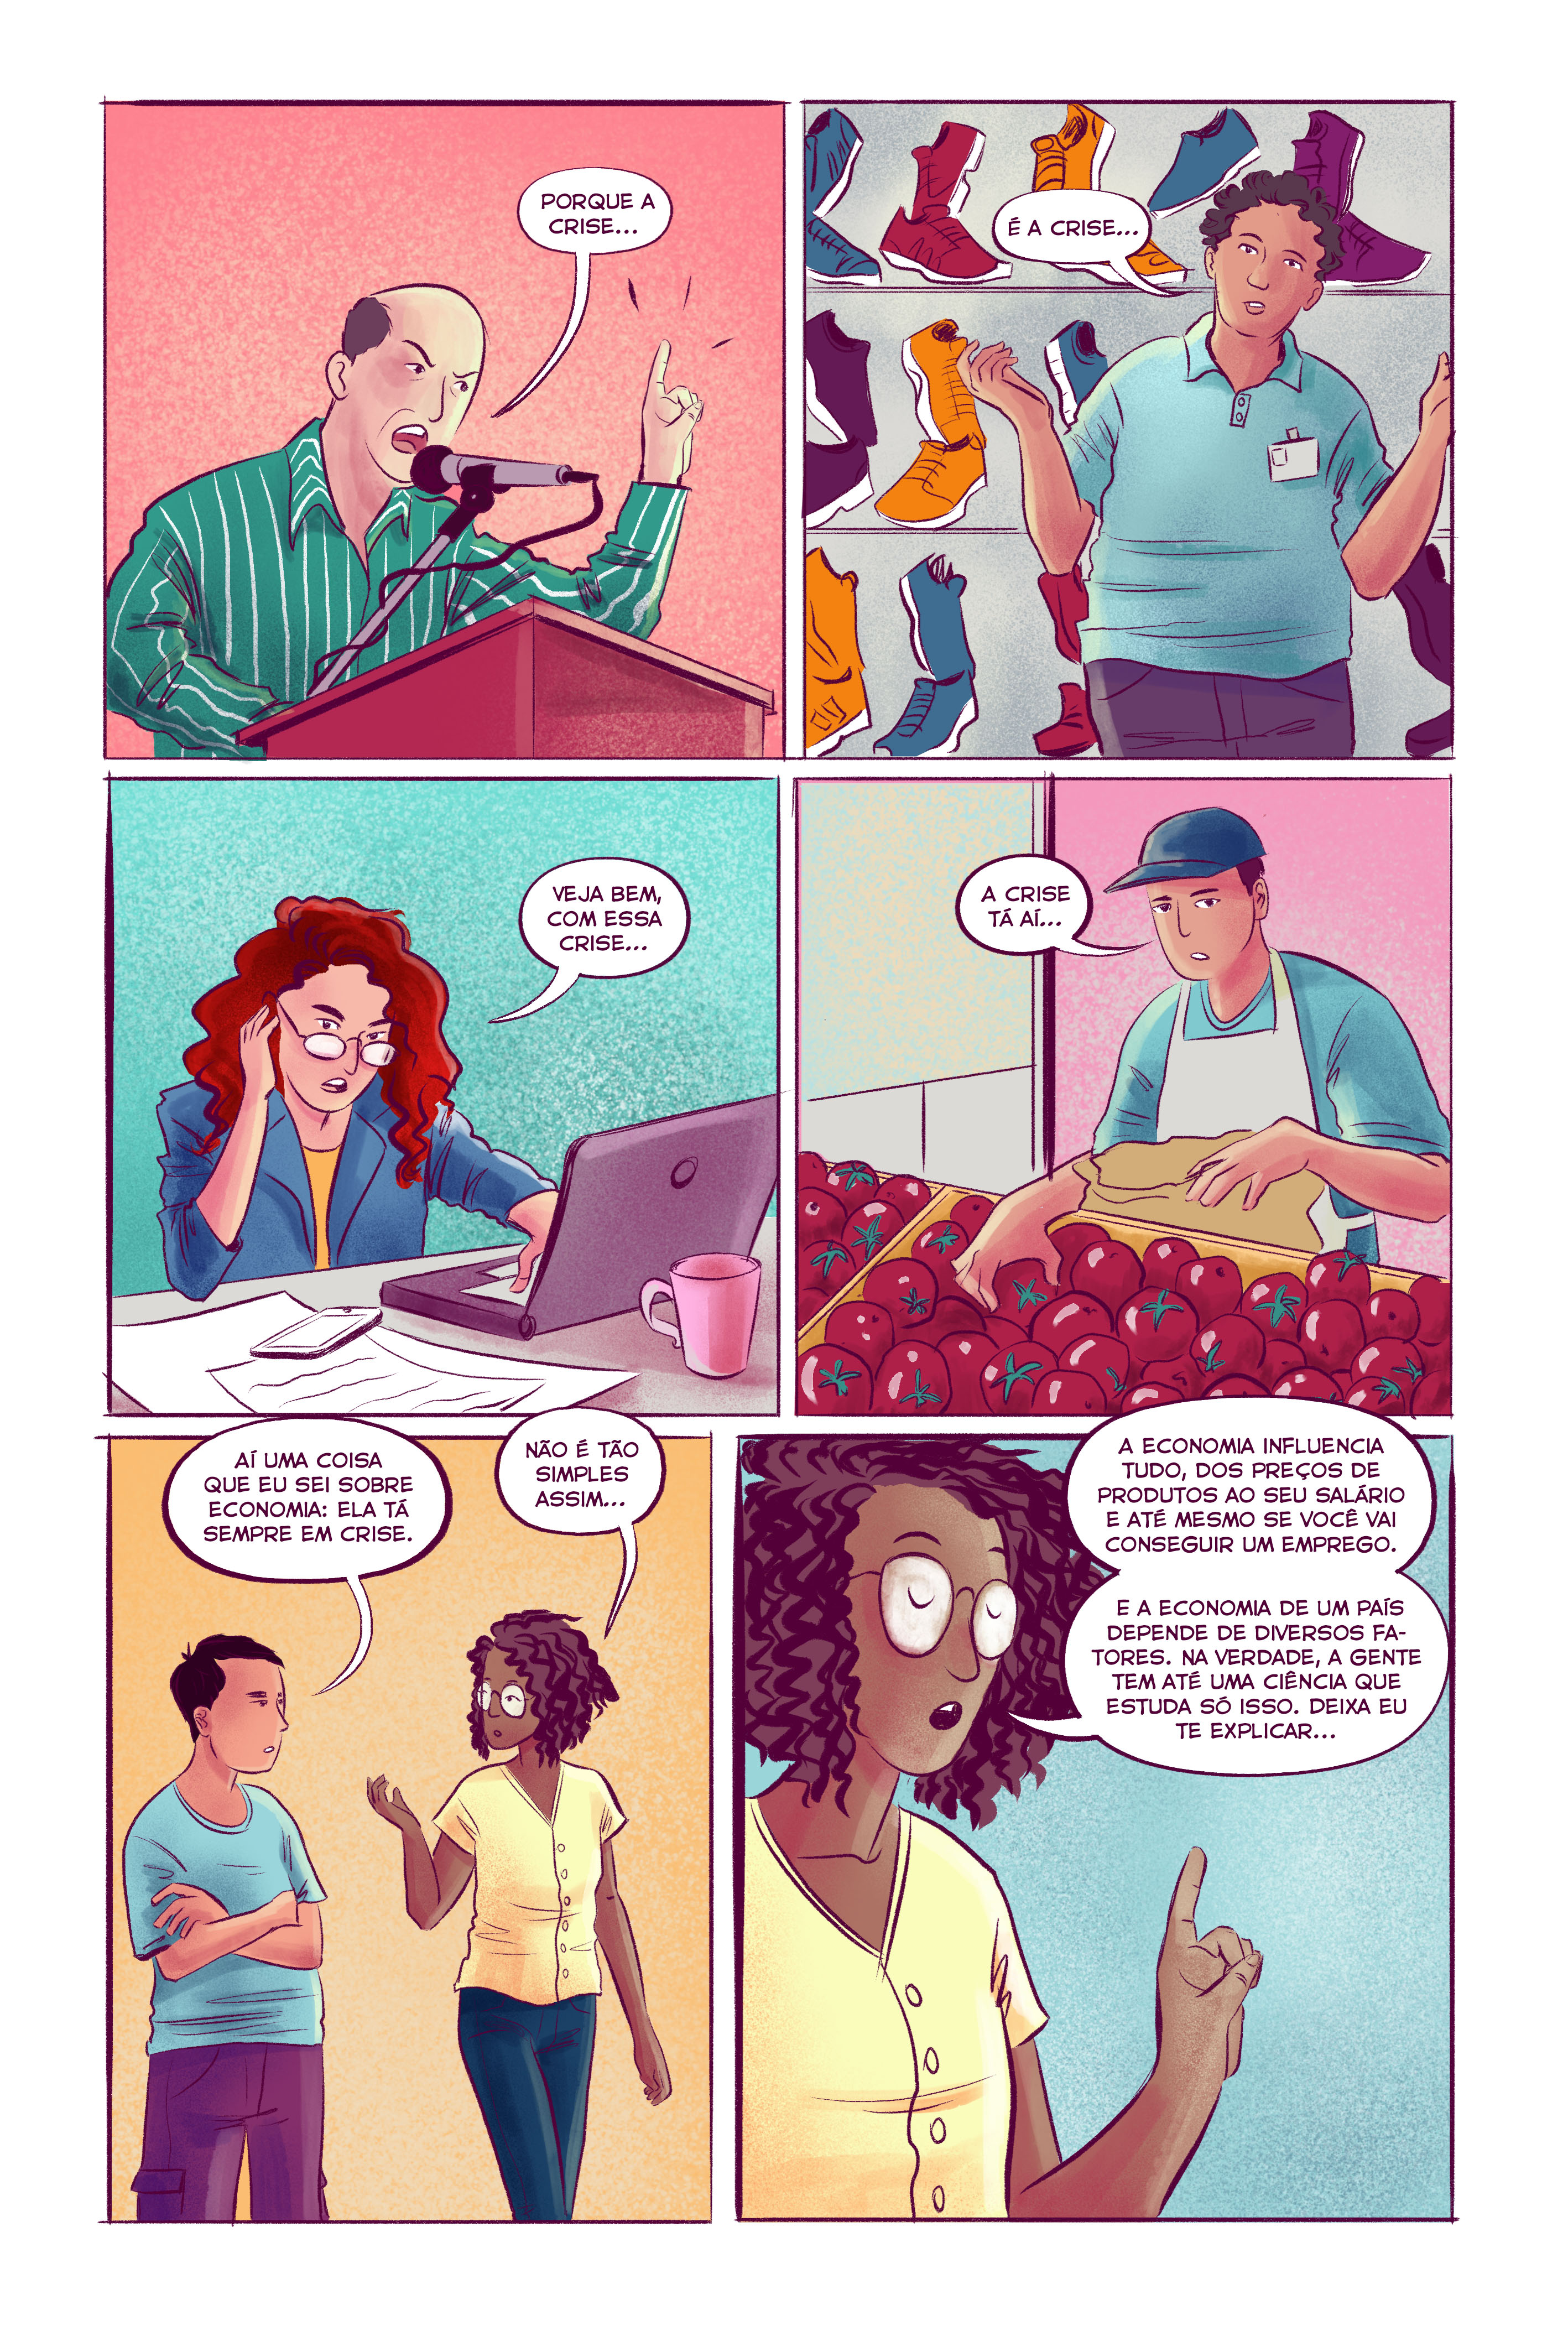 PORQUE A
CRISE...
É A CRISE...
VEJA BEM,
COM ESSA
CRISE...
A CRISE
TÁ AÍ...
AÍ UMA COISA
QUE EU SEI SOBRE
ECONOMIA: ELA TÁ
SEMPRE EM CRISE.
NÃO É TÃO
SIMPLES
ASSIM...
A ECONOMIA INFLUENCIA
TUDO, DOS PREÇOS DE
PRODUTOS AO SEU SALÁRIO
E ATÉ MESMO SE VOCÊ VAI
CONSEGUIR UM EMPREGO.
E A ECONOMIA DE UM PAÍS
DEPENDE DE DIVERSOS FA-
TORES. NA VERDADE, A GENTE
TEM ATÉ UMA CIÊNCIA QUE
ESTUDA SÓ ISSO. DEIXA EU
TE EXPLICAR...